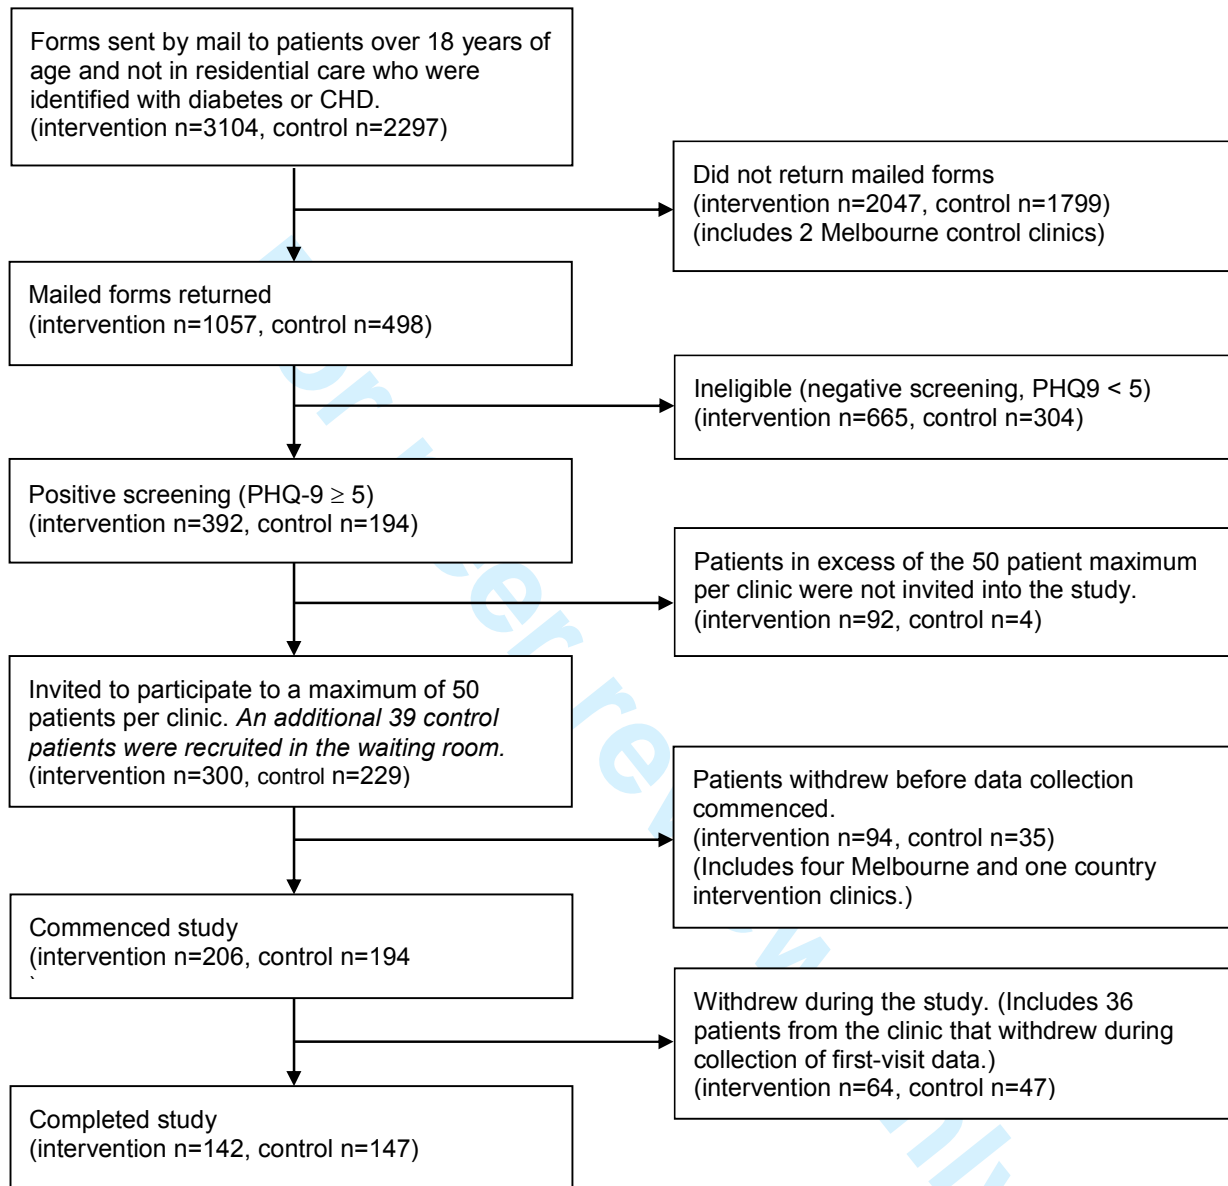 Forms sent by mail to patients over 18 years of
age and not in residential care who were
identified with diabetes or CHD.
(intervention n=3104, control n=2297)
Did not return mailed forms
(intervention n=2047, control n=1799)
(includes 2 Melbourne control clinics)
Mailed forms returned
(intervention n=1057, control n=498)
Ineligible (negative screening, PHQ9 < 5)
(intervention n=665, control n=304)
Positive screening (PHQ-9 ≥ 5)
(intervention n=392, control n=194)
Patients in excess of the 50 patient maximum
per clinic were not invited into the study.
(intervention n=92, control n=4)
Invited to participate to a maximum of 50
patients per clinic. An additional 39 control
patients were recruited in the waiting room.
(intervention n=300, control n=229)
Patients withdrew before data collection
commenced.
(intervention n=94, control n=35)
(Includes four Melbourne and one country
intervention clinics.)
Commenced study
(intervention n=206, control n=194
)
Withdrew during the study. (Includes 36
patients from the clinic that withdrew during
collection of first-visit data.)
(intervention n=64, control n=47)
Completed study
(intervention n=142, control n=147)